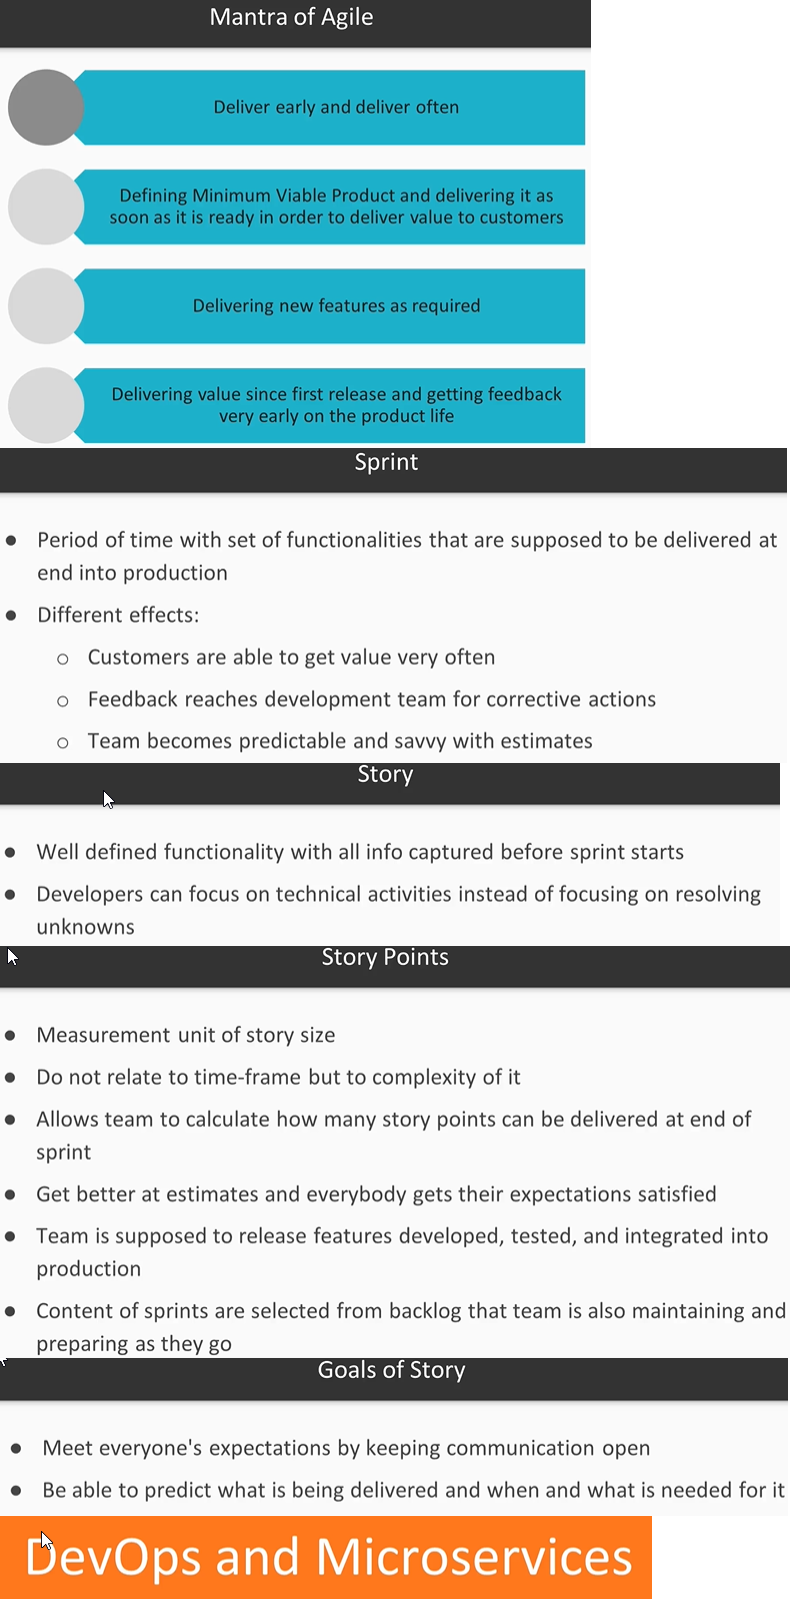 Mantra of Agile
Deliver early and deliver often
Defining Minimum Viable Product and delivering it as
soon as it is ready in order to deliver value to customers
Delivering new features as required
Delivering value since first release and getting feedback
very early on the product life
Sprint
● Period of time with set of functionalities that are supposed to be delivered at
end into production
● Different effects:
○ Customers are able to get value very often
○ Feedback reaches development team for corrective actions
○ Team becomes predictable and savvy with estimates
Story
● Well defined functionality with all info captured before sprint starts
● Developers can focus on technical activities instead of focusing on resolving
unknowns
Story Points
● Measurement unit of story size
● Do not relate to time-frame but to complexity of it
● Allows team to calculate how many story points can be delivered at end of
sprint
● Get better at estimates and everybody gets their expectations satisfied
● Team is supposed to release features developed, tested, and integrated into
production
● Content of sprints are selected from backlog that team is also maintaining and
preparing as they go
Goals of Story
● Meet everyone's expectations by keeping communication open
● Be able to predict what is being delivered and when and what is needed for it
DevOps and Microservices